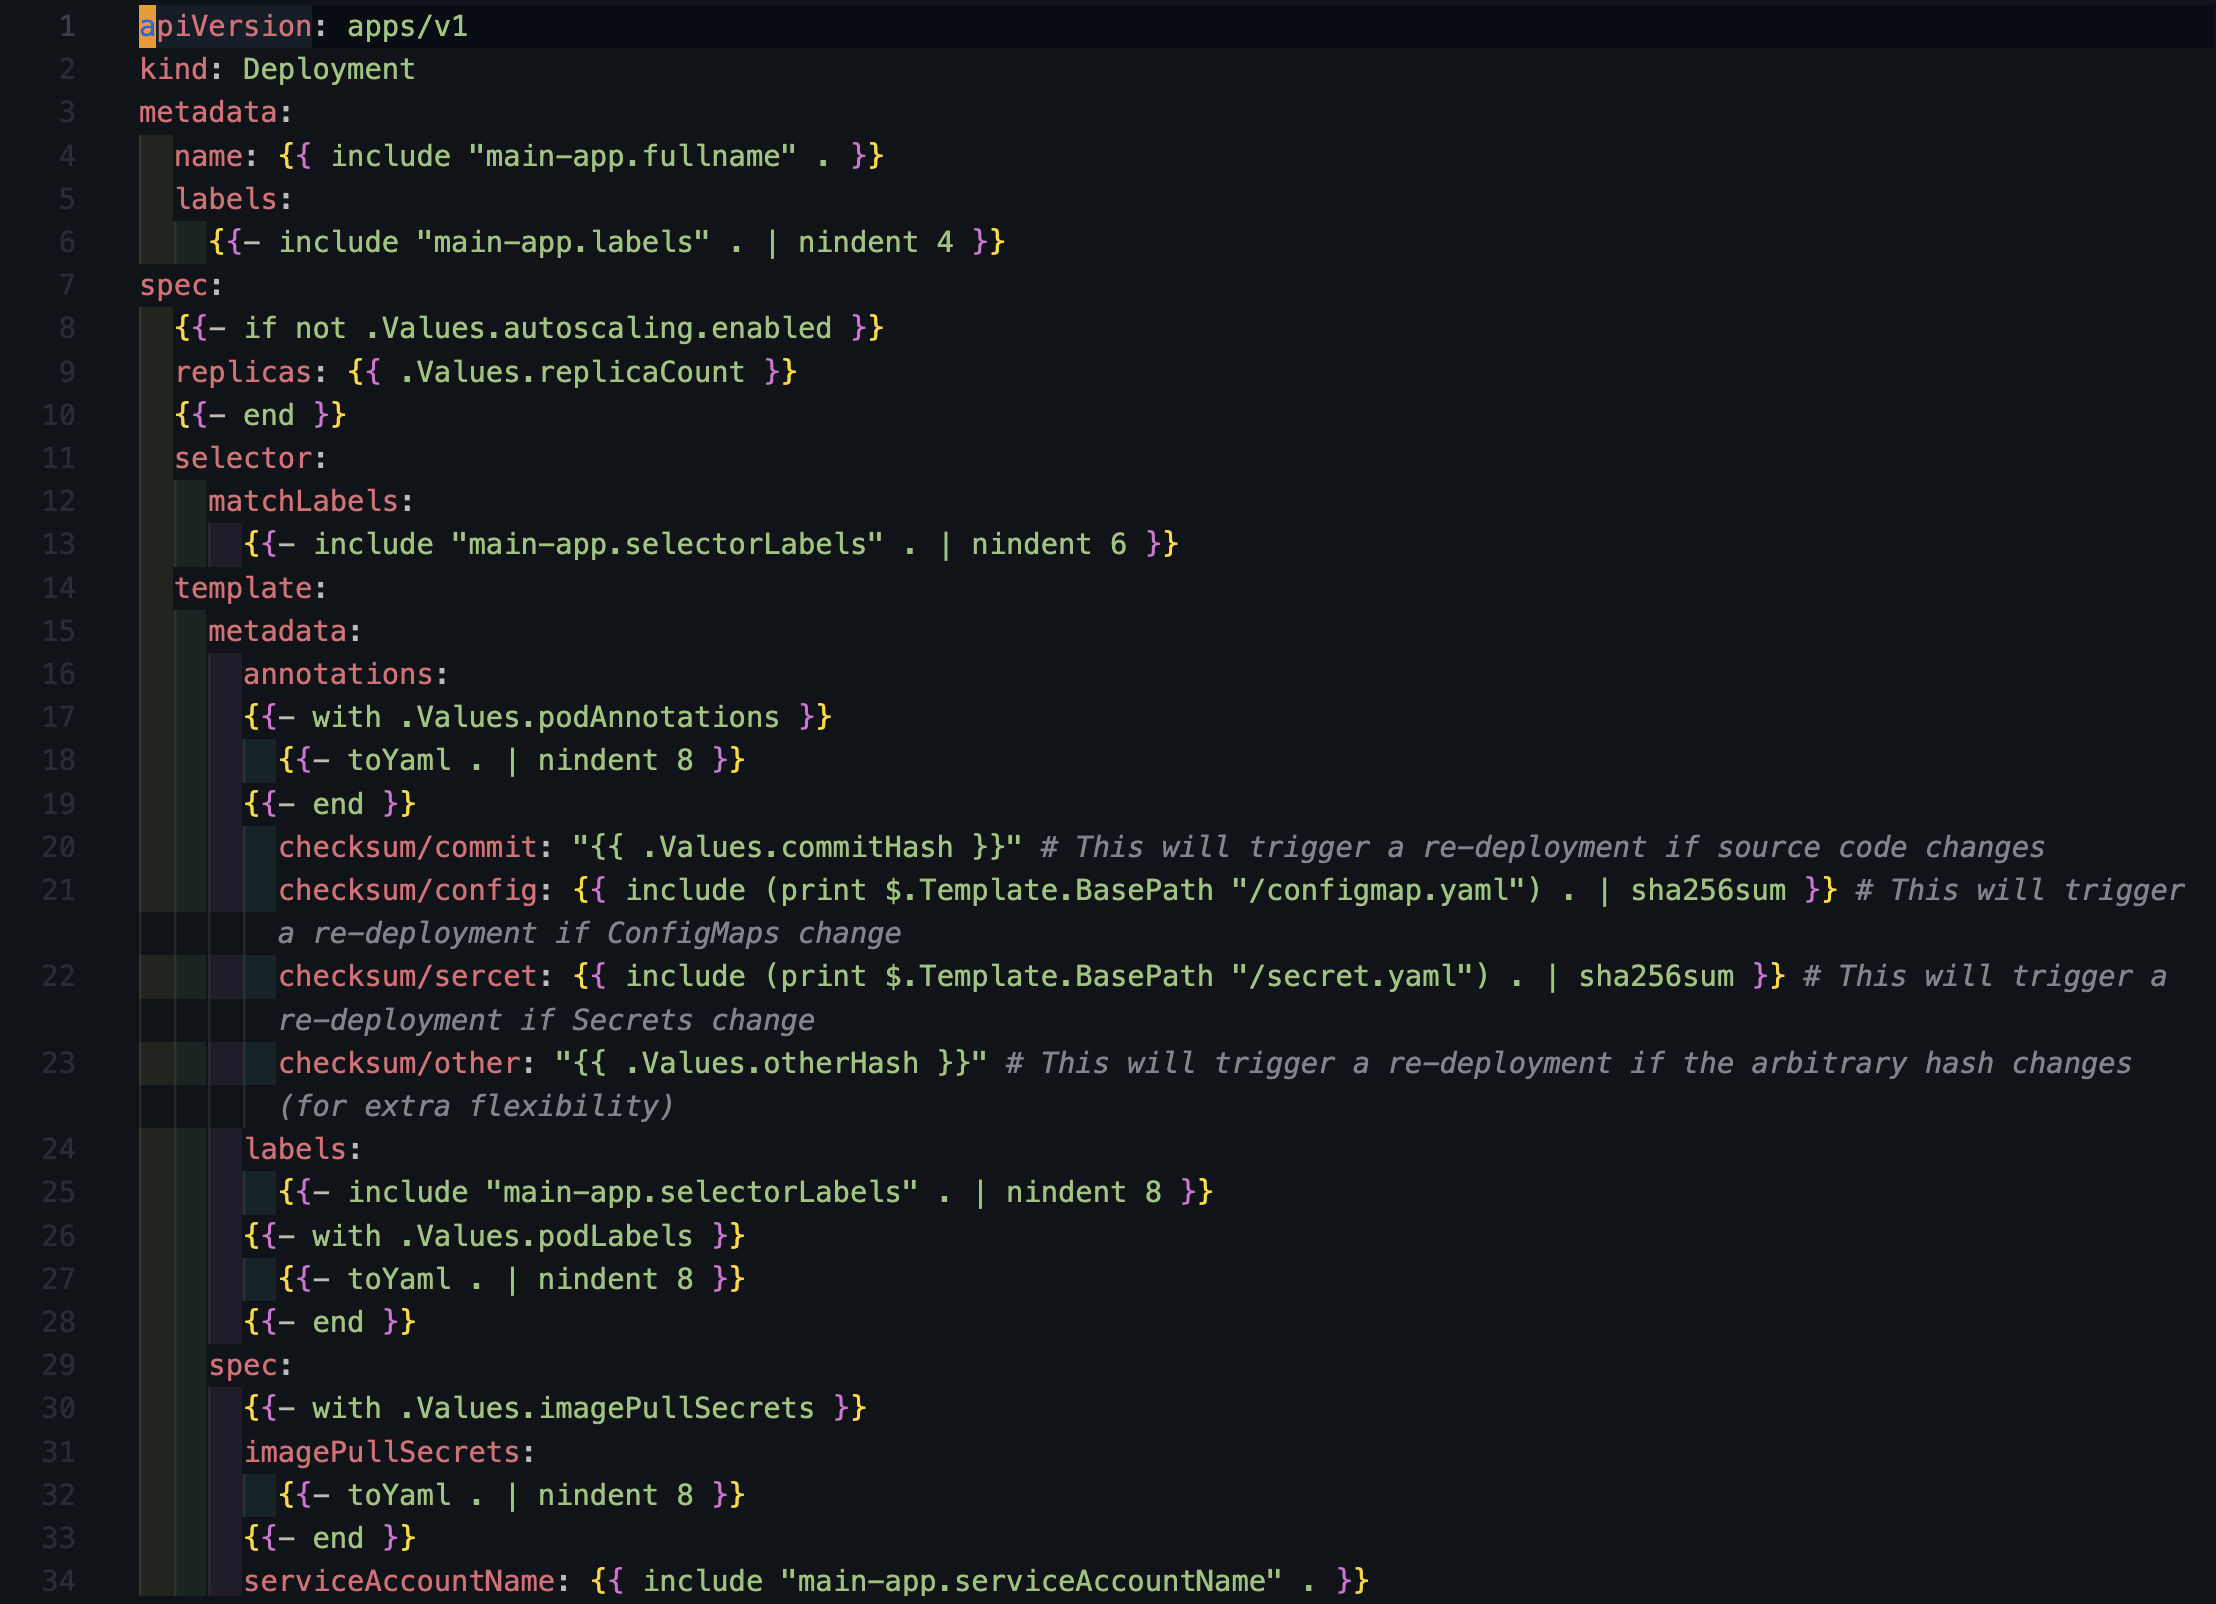 1 apiVersion: apps/v1
2 kind: Deployment
3 metadata:
4   name: {{ include "main-app.fullname" . }}
5   labels:
6     {{- include "main-app.labels" . | nindent 4 }}
7 spec:
8   {{- if not .Values.autoscaling.enabled }}
9   replicas: {{ .Values.replicaCount }}
10   {{- end }}
11   selector:
12     matchLabels:
13       {{- include "main-app.selectorLabels" . | nindent 6 }}
14   template:
15     metadata:
16       annotations:
17       {{- with .Values.podAnnotations }}
18         {{- toYaml . | nindent 8 }}
19       {{- end }}
20         checksum/commit: "{{ .Values.commitHash }}" # This will trigger a re-deployment if source code changes
21         checksum/config: {{ include (print $.Template.BasePath "/configmap.yaml") . | sha256sum }} # This will trigger
        a re-deployment if ConfigMaps change
22         checksum/sercet: {{ include (print $.Template.BasePath "/secret.yaml") . | sha256sum }} # This will trigger a
        re-deployment if Secrets change
23         checksum/other: "{{ .Values.otherHash }}" # This will trigger a re-deployment if the arbitrary hash changes
        (for extra flexibility)
24       labels:
25         {{- include "main-app.selectorLabels" . | nindent 8 }}
26       {{- with .Values.podLabels }}
27         {{- toYaml . | nindent 8 }}
28       {{- end }}
29     spec:
30       {{- with .Values.imagePullSecrets }}
31       imagePullSecrets:
32         {{- toYaml . | nindent 8 }}
33       {{- end }}
34       serviceAccountName: {{ include "main-app.serviceAccountName" . }}